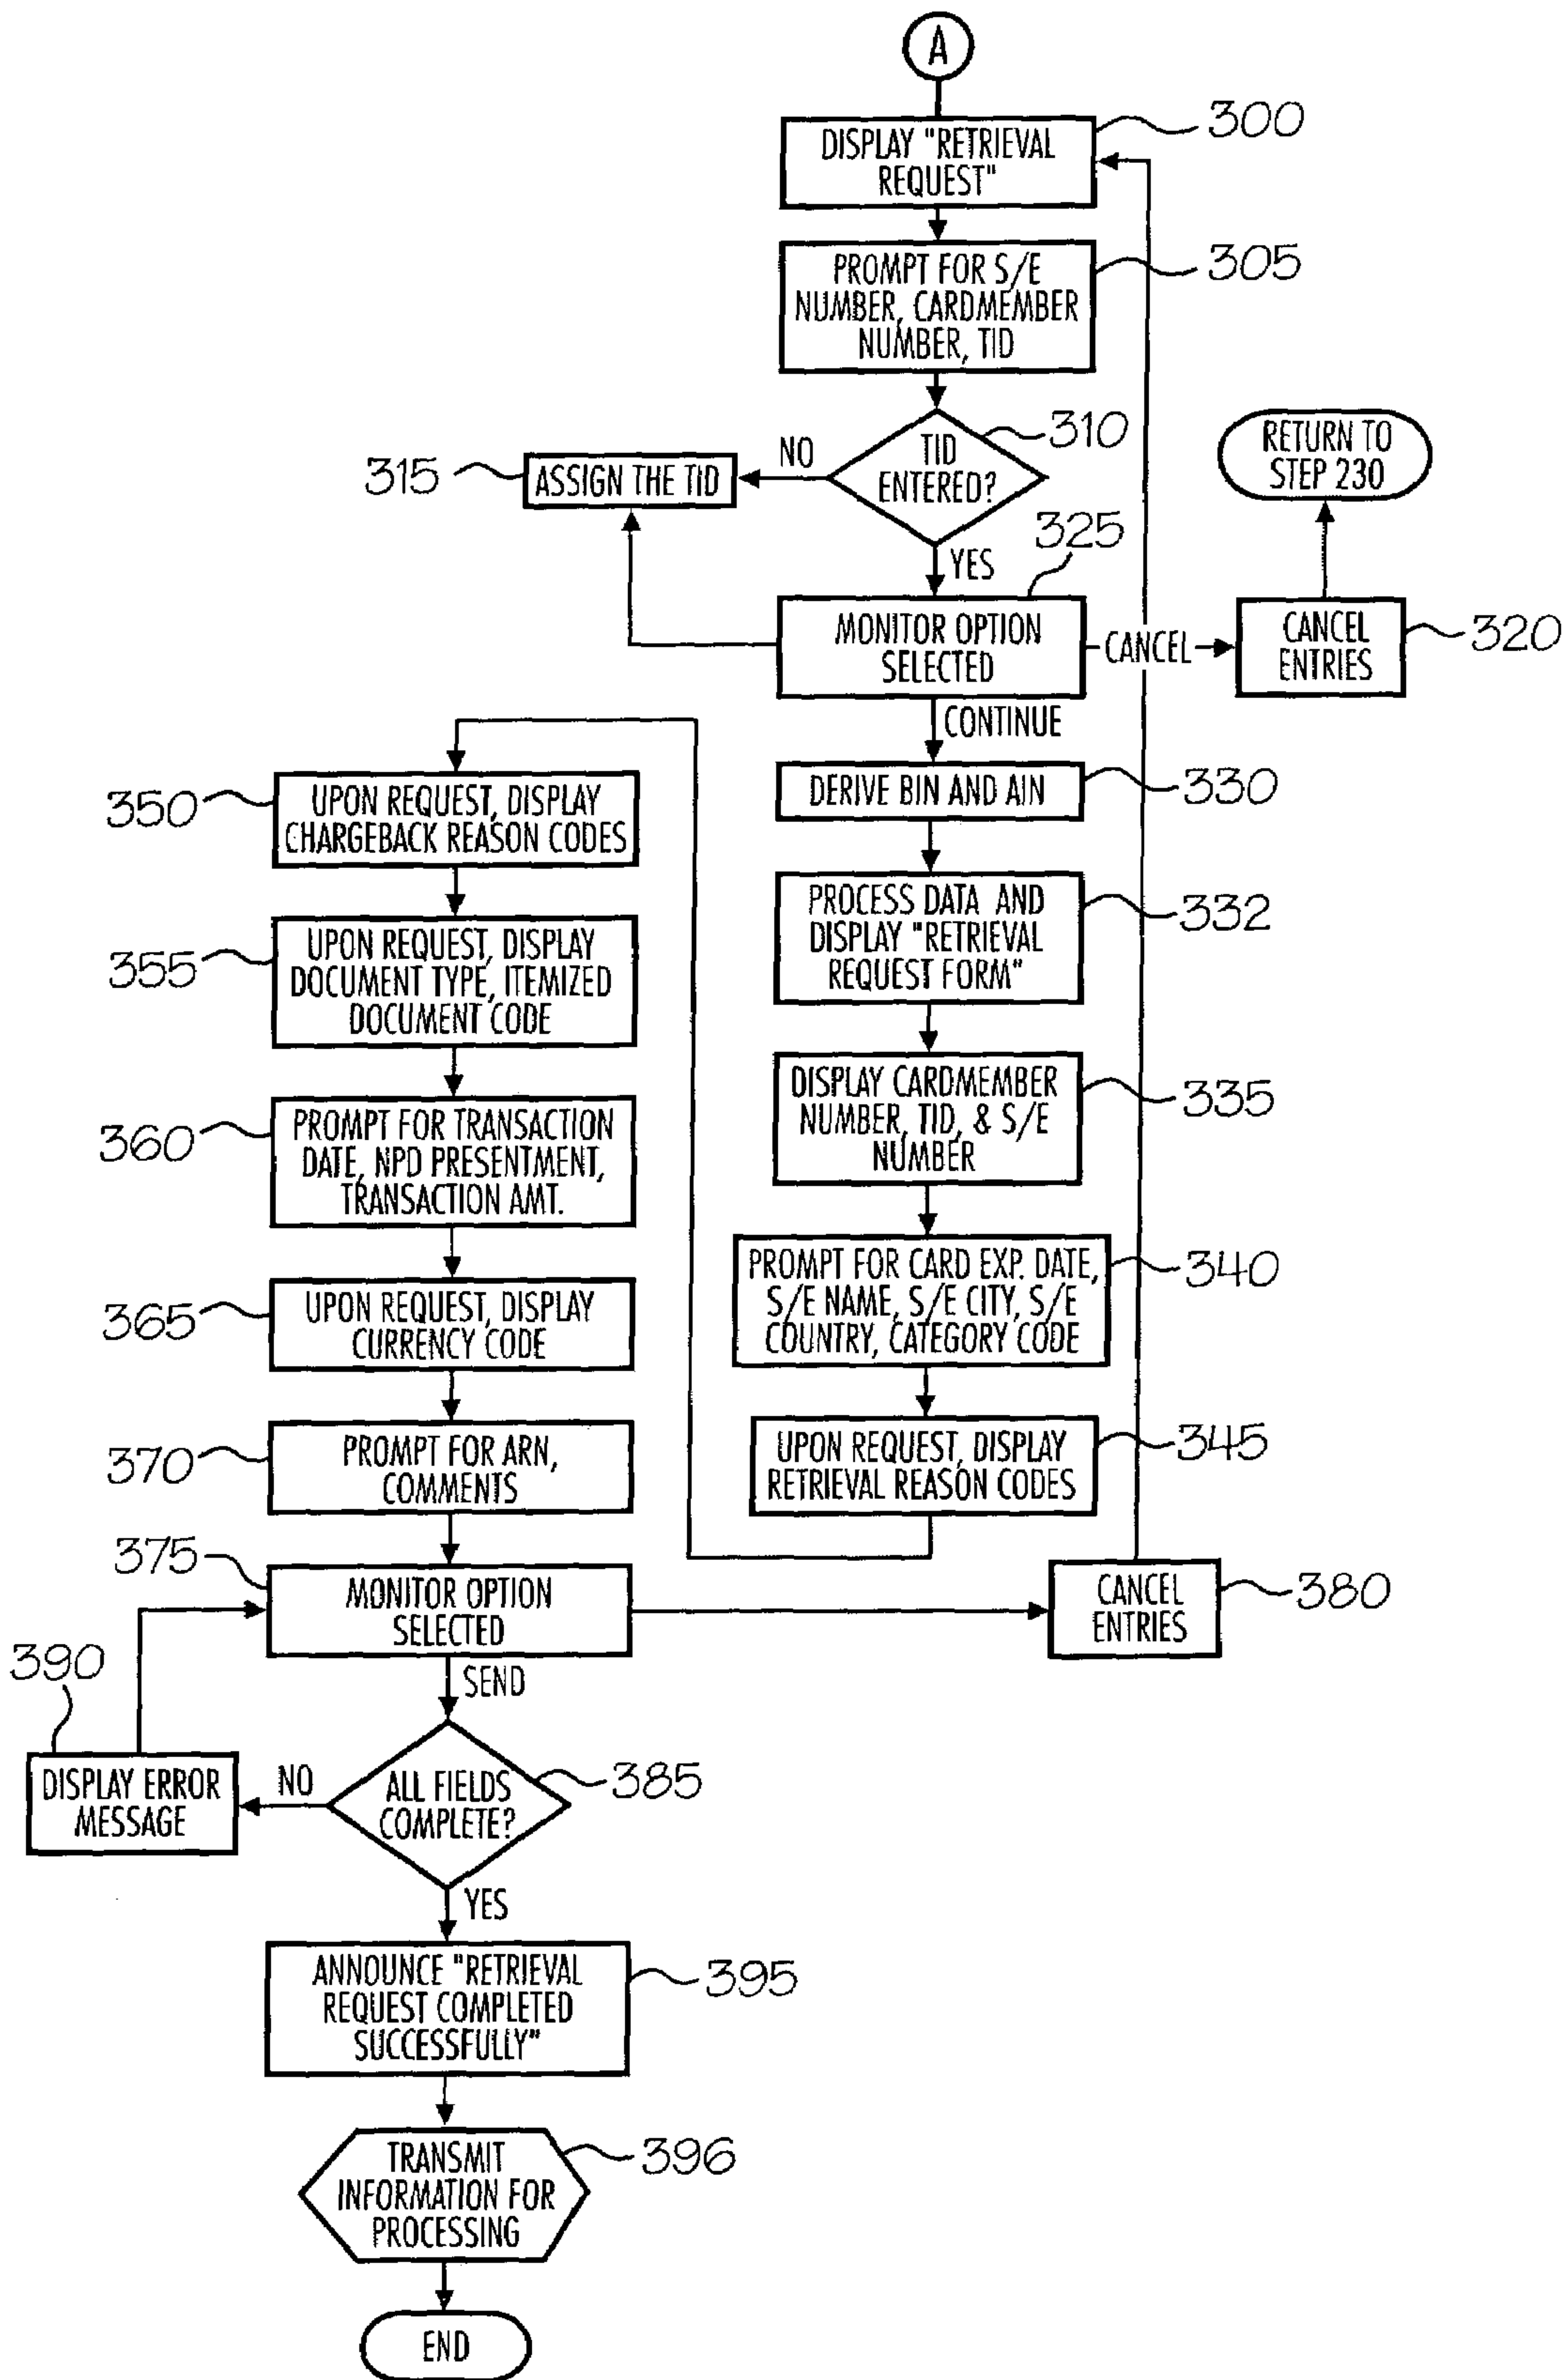 A
DISPLAY "RETRIEVAL
REQUEST"
300
PROMPT FOR S/E
NUMBER, CARDMEMBER
NUMBER, TID
305
TID
ENTERED?
310
NO
315
ASSIGN THE TID
YES
RETURN TO
STEP 230
325
MONITOR OPTION
SELECTED
CANCEL
CANCEL
ENTRIES
320
CONTINUE
DERIVE BIN AND AIN
330
PROCESS DATA AND
DISPLAY "RETRIEVAL
REQUEST FORM"
332
DISPLAY CARDMEMBER
NUMBER, TID, & S/E
NUMBER
335
PROMPT FOR CARD EXP. DATE,
S/E NAME, S/E CITY, S/E
COUNTRY, CATEGORY CODE
340
UPON REQUEST, DISPLAY
RETRIEVAL REASON CODES
345
350
UPON REQUEST, DISPLAY
CHARGEBACK REASON CODES
355
UPON REQUEST, DISPLAY
DOCUMENT TYPE, ITEMIZED
DOCUMENT CODE
360
PROMPT FOR TRANSACTION
DATE, NPD PRESENTMENT,
TRANSACTION AMT.
365
UPON REQUEST, DISPLAY
CURRENCY CODE
370
PROMPT FOR ARN,
COMMENTS
375
MONITOR OPTION
SELECTED
CANCEL
ENTRIES
380
SEND
390
DISPLAY ERROR
MESSAGE
NO
ALL FIELDS
COMPLETE?
385
YES
ANNOUNCE "RETRIEVAL
REQUEST COMPLETED
SUCCESSFULLY"
395
TRANSMIT
INFORMATION FOR
PROCESSING
396
END